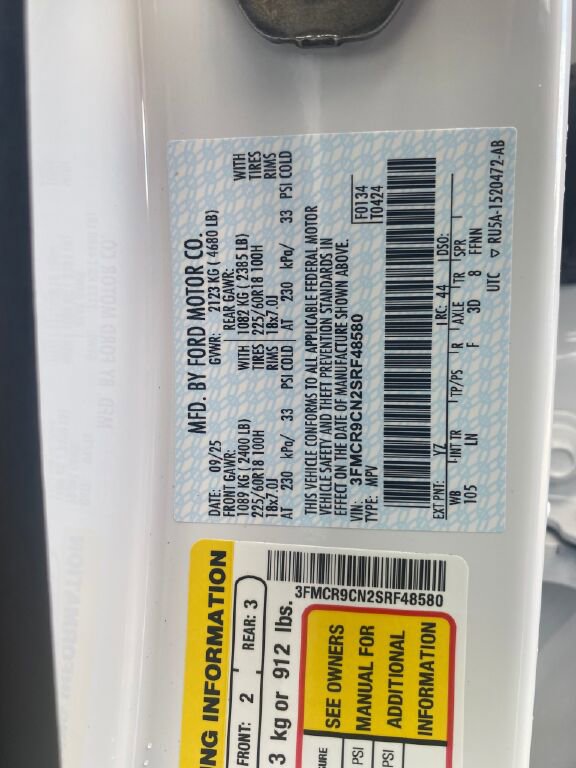 MFD. BY FORD MOTOR CO.
DATE: 09/25 GVWR: 2123 KG ( 4680 LB)
FRONT GAWR: REAR GAWR:
1089 KG ( 2400 LB) WITH 1082 KG ( 2385 LB) WITH
225/60R18 100H TIRES 225/60R18 100H TIRES
18x7.0J RIMS 18x7.0J RIMS
AT 230 kPa/ 33 PSI COLD AT 230 kPa/ 33 PSI COLD
THIS VEHICLE CONFORMS TO ALL APPLICABLE FEDERAL MOTOR
VEHICLE SAFETY AND THEFT PREVENTION STANDARDS IN
EFFECT ON THE DATE OF MANUFACTURE SHOWN ABOVE.
VIN: 3FMCR9CN2SRF48580 F0134
TYPE: MPV T0424
EXT PNT: YZ RC: 44 DSO:
WB INT TR TP/PS R AXLE TR SPR
105 LN F 3D 8 FFNN
UTC ▽ RU5A-1520472-AB
NG INFORMATION
FRONT: 2 REAR: 3
3 kg or 912 lbs.
3FMCR9CN2SRF48580
SEE OWNERS
MANUAL FOR
ADDITIONAL
INFORMATION
SURE
PSI
PSI